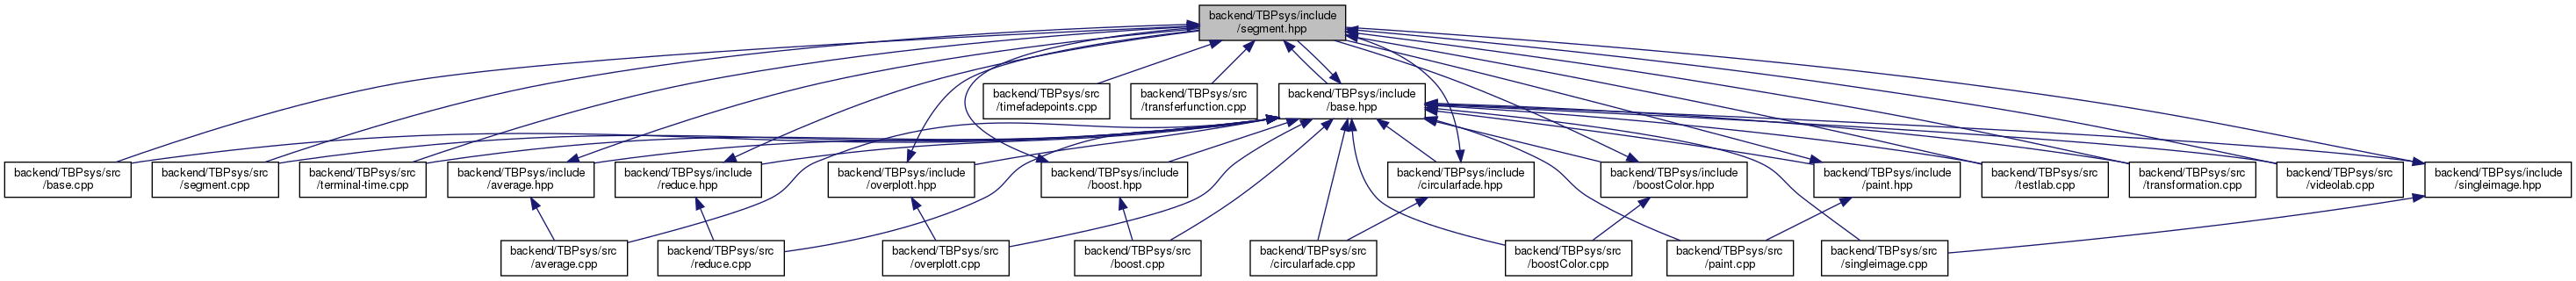 backend/TBPsys/include
/segment.hpp
backend/TBPsys/src
/timefadepoints.cpp
backend/TBPsys/src
/transferfunction.cpp
backend/TBPsys/include
/base.hpp
backend/TBPsys/src
/base.cpp
backend/TBPsys/src
/segment.cpp
backend/TBPsys/src
/terminal-time.cpp
backend/TBPsys/include
/average.hpp
backend/TBPsys/include
/reduce.hpp
backend/TBPsys/include
/overplott.hpp
backend/TBPsys/include
/boost.hpp
backend/TBPsys/include
/circularfade.hpp
backend/TBPsys/include
/boostColor.hpp
backend/TBPsys/include
/paint.hpp
backend/TBPsys/src
/testlab.cpp
backend/TBPsys/src
/transformation.cpp
backend/TBPsys/src
/videolab.cpp
backend/TBPsys/include
/singleimage.hpp
backend/TBPsys/src
/average.cpp
backend/TBPsys/src
/reduce.cpp
backend/TBPsys/src
/overplott.cpp
backend/TBPsys/src
/boost.cpp
backend/TBPsys/src
/circularfade.cpp
backend/TBPsys/src
/boostColor.cpp
backend/TBPsys/src
/paint.cpp
backend/TBPsys/src
/singleimage.cpp